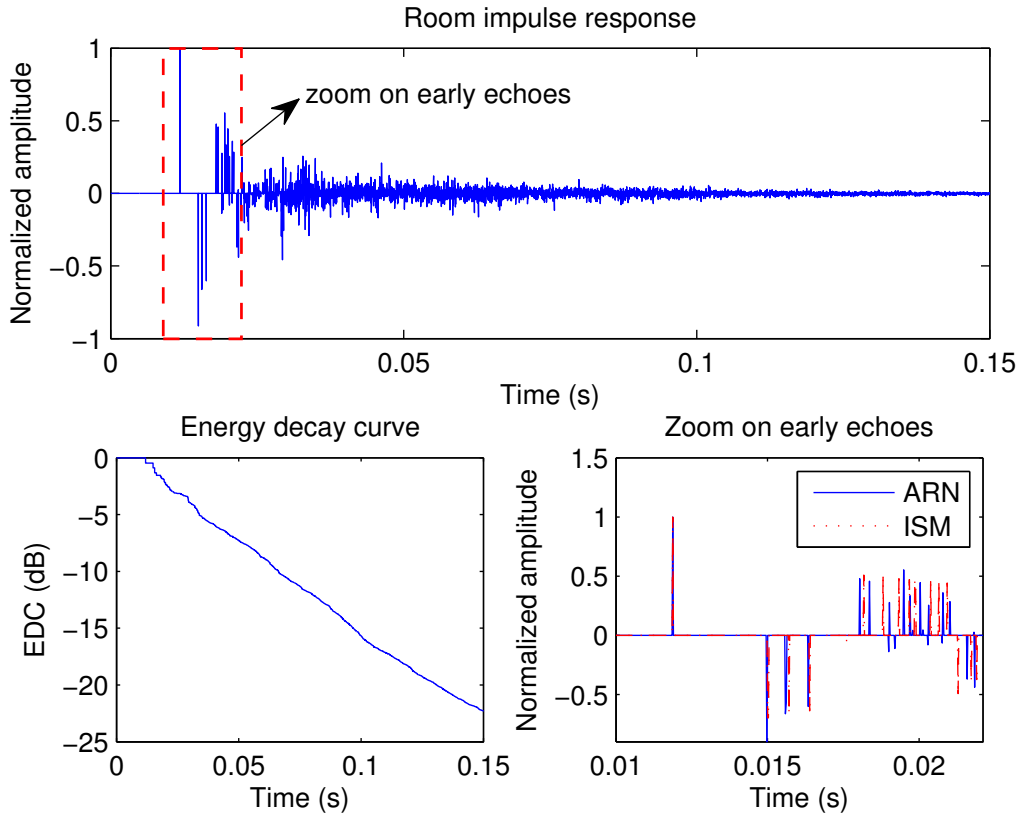 Room impulse response
Normalized amplitude
1
0.5
0
−0.5
−1
zoom on early echoes
0
0.05
0.1
0.15
Time (s)
Energy decay curve
EDC (dB)
0
−5
−10
−15
−20
−25
0
0.05
0.1
0.15
Time (s)
Zoom on early echoes
Normalized amplitude
1.5
1
0.5
0
−0.5
ARN
ISM
0.01
0.015
0.02
Time (s)